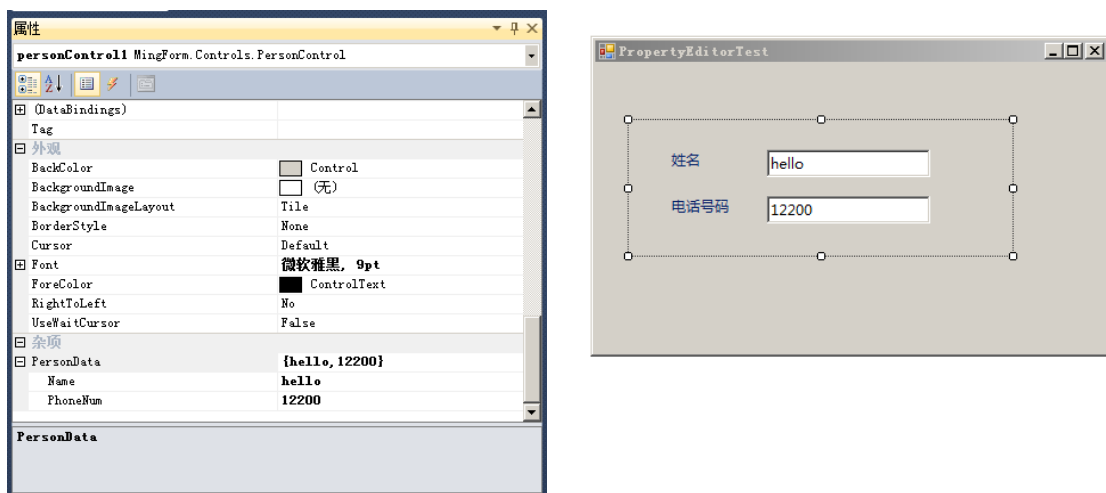 属性
personControl1 MingForm.Controls.PersonControl
(DataBindings)
Tag
外观
BackColor Control
BackgroundImage (无)
BackgroundImageLayout Tile
BorderStyle None
Cursor Default
Font 微软雅黑, 9pt
ForeColor ControlText
RightToLeft No
UseWaitCursor False
杂项
PersonData {hello,12200}
Name hello
PhoneNum 12200
PersonData
PropertyEditorTest
姓名 hello
电话号码 12200